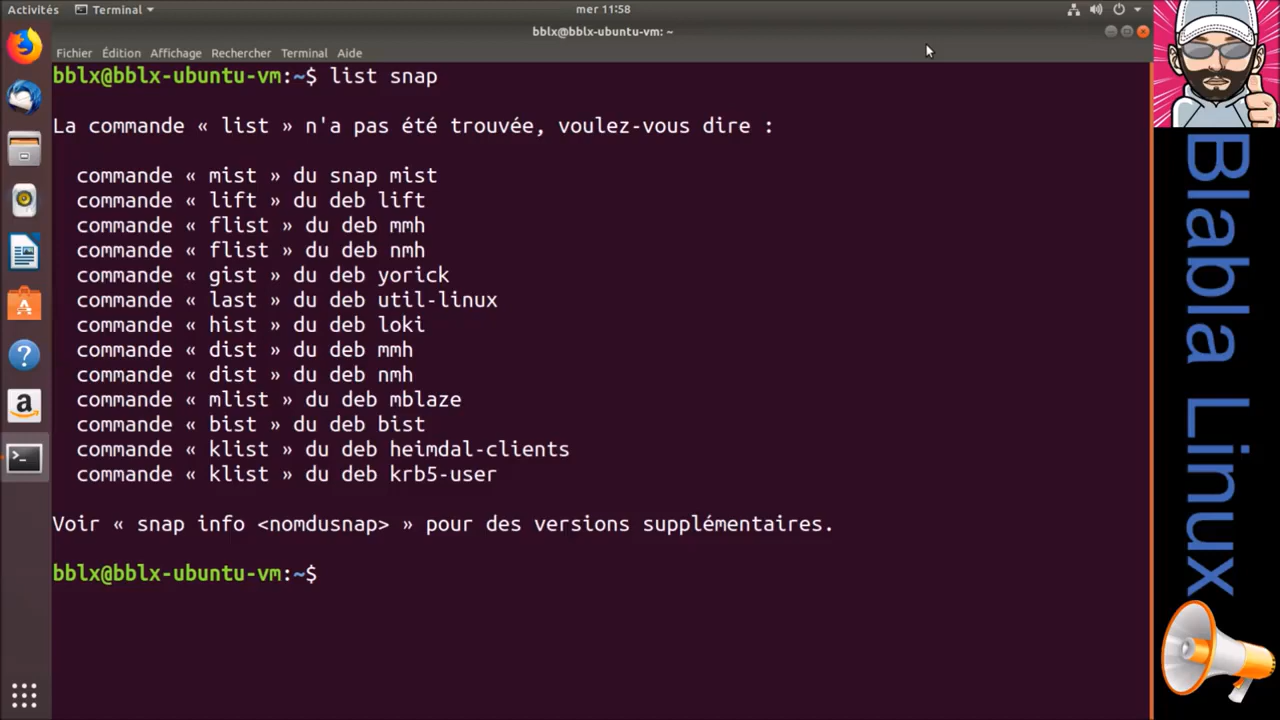 Activités Terminal mer 11:58
bblx@bblx-ubuntu-vm: ~
Fichier Édition Affichage Rechercher Terminal Aide
bblx@bblx-ubuntu-vm:~$ list snap
La commande « list » n'a pas été trouvée, voulez-vous dire :
commande « mist » du snap mist
commande « lift » du deb lift
commande « flist » du deb mmh
commande « flist » du deb nmh
commande « gist » du deb yorick
commande « last » du deb util-linux
commande « hist » du deb loki
commande « dist » du deb mmh
commande « dist » du deb nmh
commande « mlist » du deb mblaze
commande « bist » du deb bist
commande « klist » du deb heimdal-clients
commande « klist » du deb krb5-user
Voir « snap info <nomdusnap> » pour des versions supplémentaires.
bblx@bblx-ubuntu-vm:~$
Blabla Linux